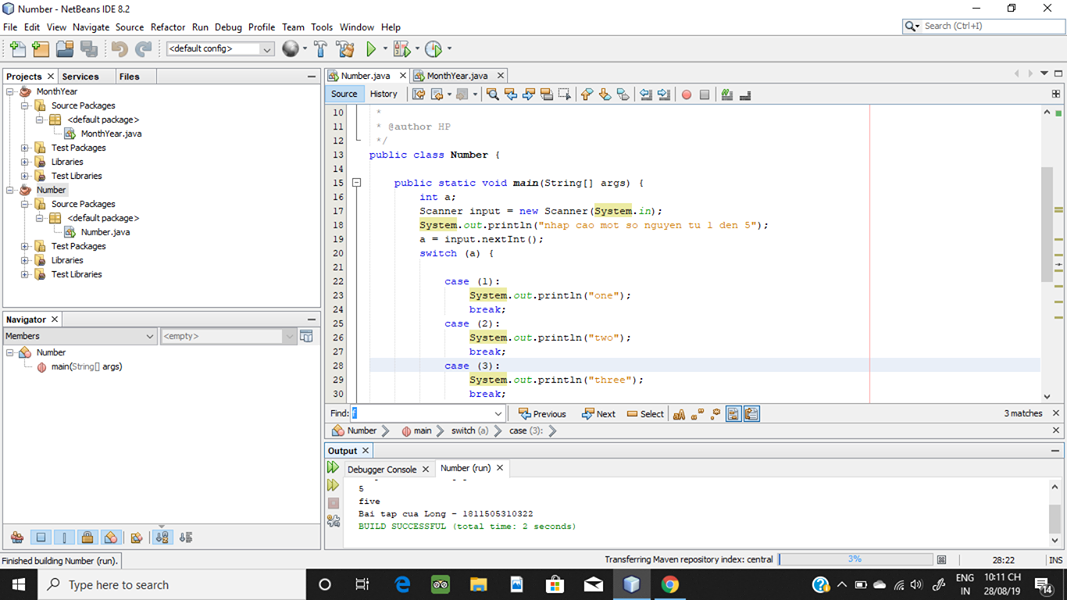 Number - NetBeans IDE 8.2
File Edit View Navigate Source Refactor Run Debug Profile Team Tools Window Help
Search (Ctrl+I)
<default config>
Projects Services Files
MonthYear
Source Packages
<default package>
MonthYear.java
Test Packages
Libraries
Test Libraries
Number
Source Packages
<default package>
Number.java
Test Packages
Libraries
Test Libraries
Navigator
Members <empty>
Number
main(String[] args)
Number.java MonthYear.java
Source History
10 *
11 * @author HP
12 */
13 public class Number {
14
15 public static void main(String[] args) {
16 int a;
17 Scanner input = new Scanner(System.in);
18 System.out.println("nhap cao mot so nguyen tu 1 den 5");
19 a = input.nextInt();
20 switch (a) {
21
22 case (1):
23 System.out.println("one");
24 break;
25 case (2):
26 System.out.println("two");
27 break;
28 case (3):
29 System.out.println("three");
30 break;
Find: f Previous Next Select aA 3 matches
Number main switch (a) case (3):
Output
Debugger Console Number (run)
5
five
Bai tap cua Long - 1811505310322
BUILD SUCCESSFUL (total time: 2 seconds)
Finished building Number (run). Transferring Maven repository index: central 3% 28:22 INS
Type here to search
ENG 10:11 CH
IN 28/08/19 14